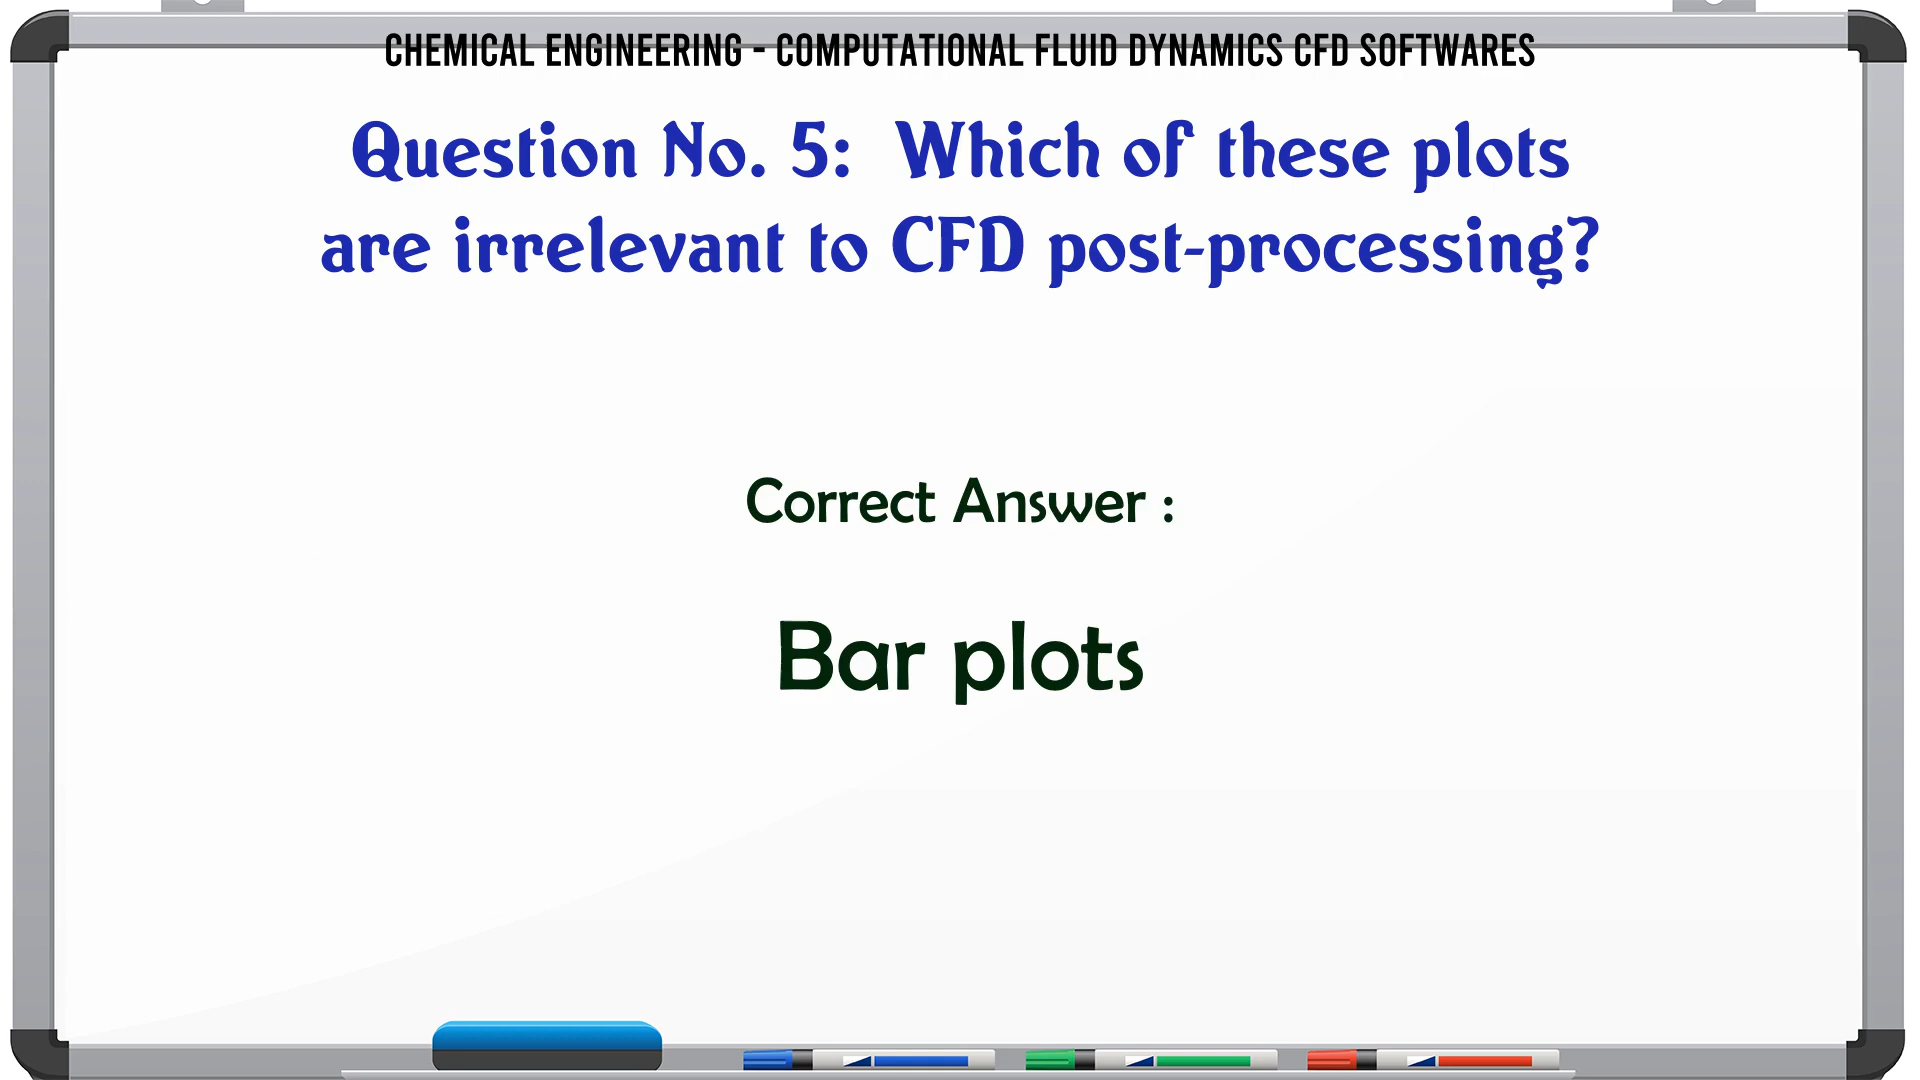 CHEMICAL ENGINEERING - COMPUTATIONAL FLUID DYNAMICS CFD SOFTWARES
Question No. 5: Which of these plots
are irrelevant to CFD post-processing?
Correct Answer :
Bar plots